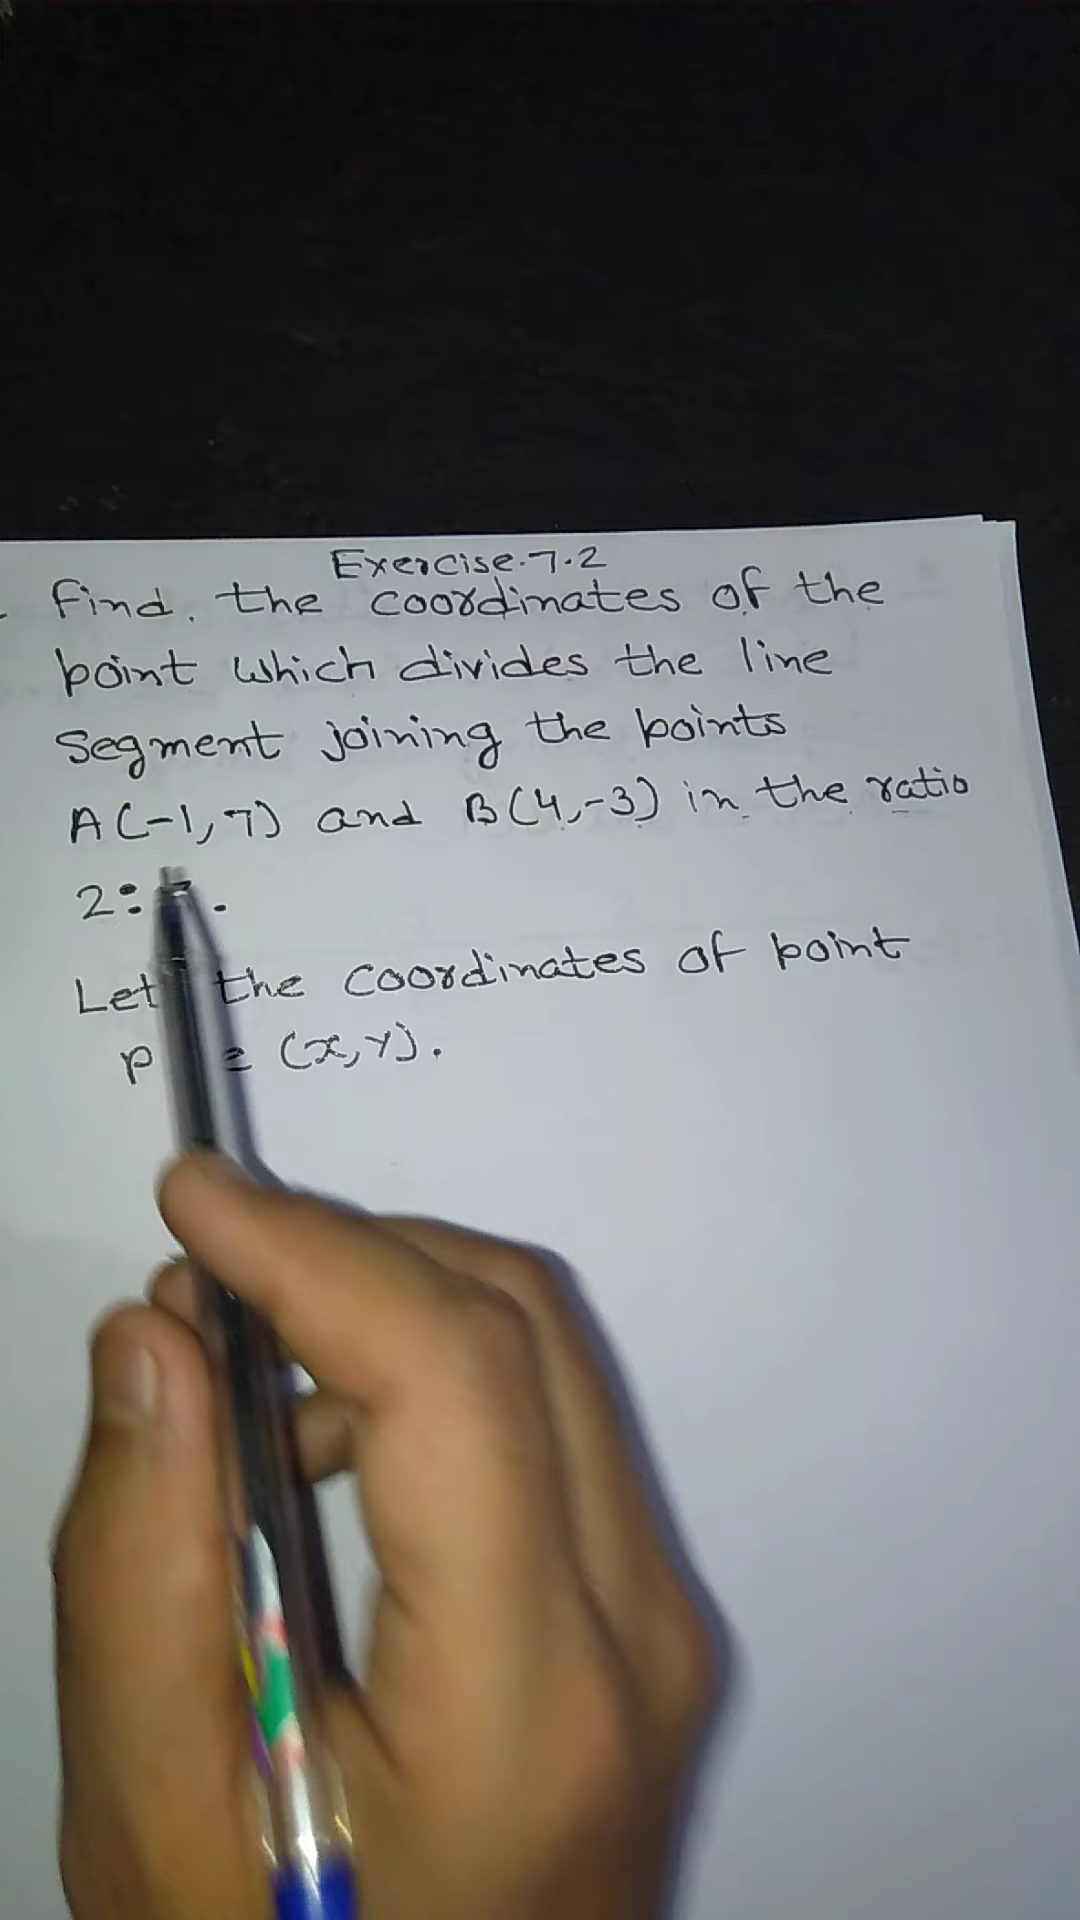 Exercise.7.2
Find. the coordinates of the
point which divides the line
segment joining the points
A(-1,7) and B(4,-3) in the ratio
2: .
Let the coordinates of point
P = (x,y).